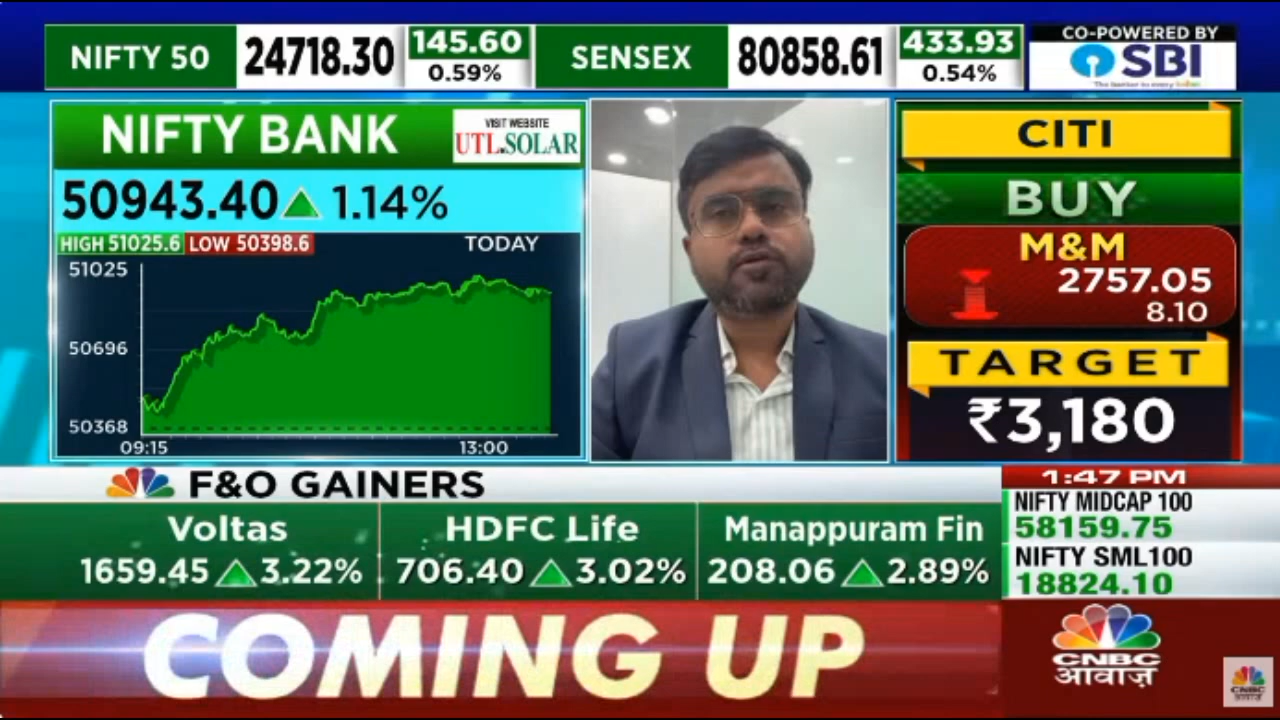 NIFTY 50
24718.30
145.60
0.59%
SENSEX
80858.61
433.93
0.54%
CO-POWERED BY
SBI
NIFTY BANK
VISIT WEBSITE
UTL.SOLAR
50943.40 1.14%
HIGH 51025.6 LOW 50398.6
TODAY
51025
50696
50368
09:15
13:00
CITI
BUY
M&M
2757.05
8.10
TARGET
₹3,180
F&O GAINERS
Voltas
1659.45 3.22%
HDFC Life
706.40 3.02%
Manappuram Fin
208.06 2.89%
1:47 PM
NIFTY MIDCAP 100
58159.75
NIFTY SML100
18824.10
COMING UP
CNBC
आवाज़
CNBC
आवाज़